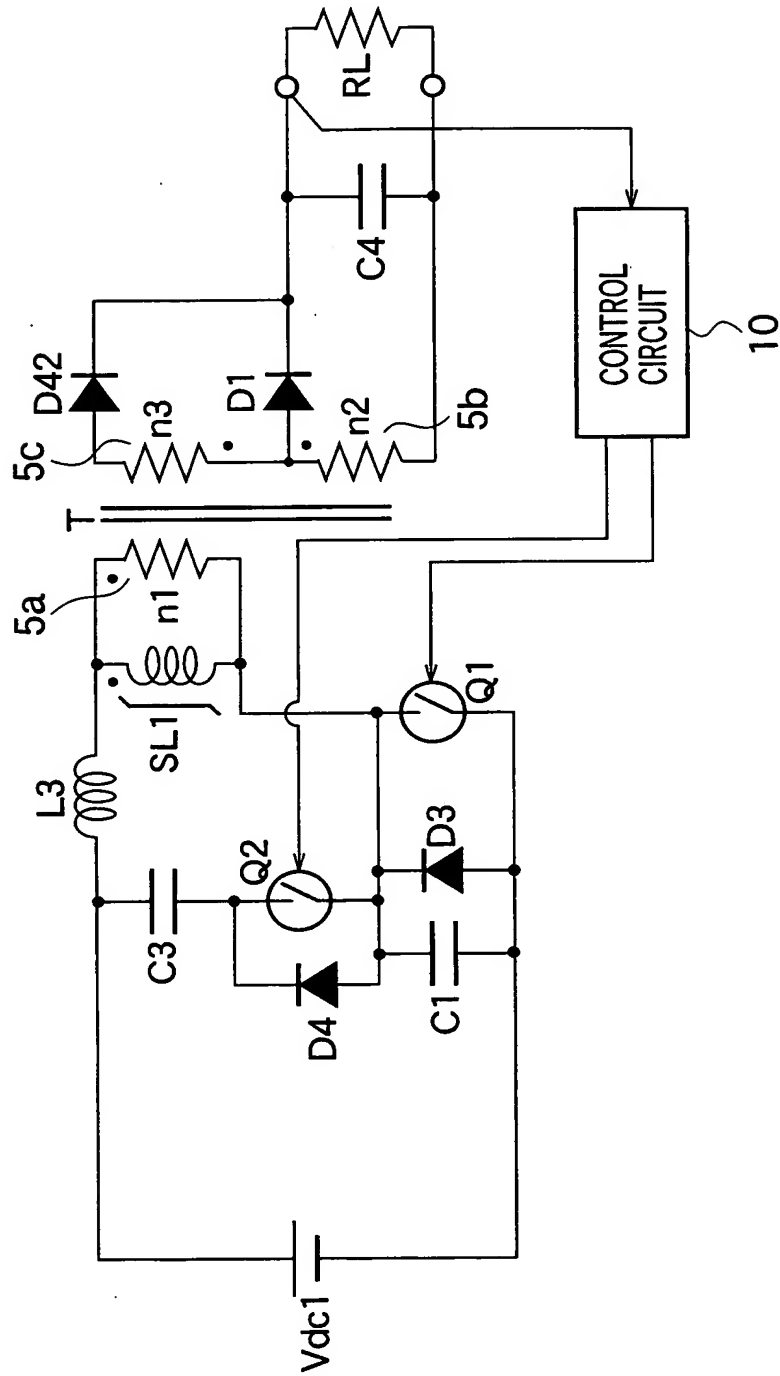 Vdc1
C3
D4
Q2
C1
D3
Q1
L3
SL1
5a
n1
T
5c
n3
D42
D1
n2
5b
C4
RL
CONTROL
CIRCUIT
10